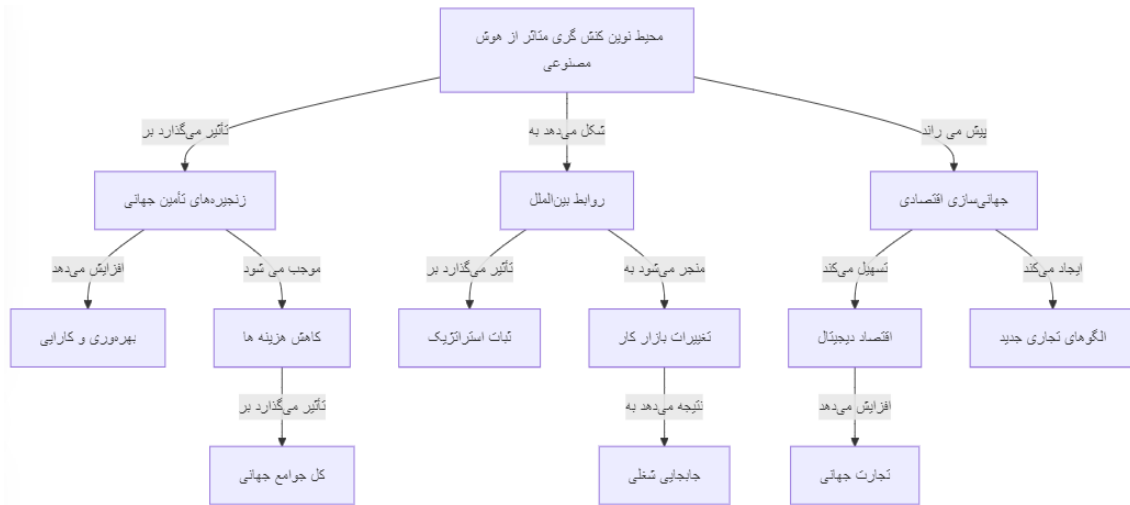 محیط نوین کنش گری متاثر از هوش
مصنوعی
تأثیر می‌گذارد بر
شکل می‌دهد به
پیش می راند
زنجیره‌های تأمین جهانی
روابط بین‌الملل
جهانی‌سازی اقتصادی
افزایش می‌دهد
موجب می شود
تأثیر می‌گذارد بر
منجر می‌شود به
تسهیل می‌کند
ایجاد می‌کند
بهره‌وری و کارایی
کاهش هزینه ها
ثبات استراتژیک
تغییرات بازار کار
اقتصاد دیجیتال
الگوهای تجاری جدید
تأثیر می‌گذارد بر
نتیجه می‌دهد به
افزایش می‌دهد
کل جوامع جهانی
جابجایی شغلی
تجارت جهانی